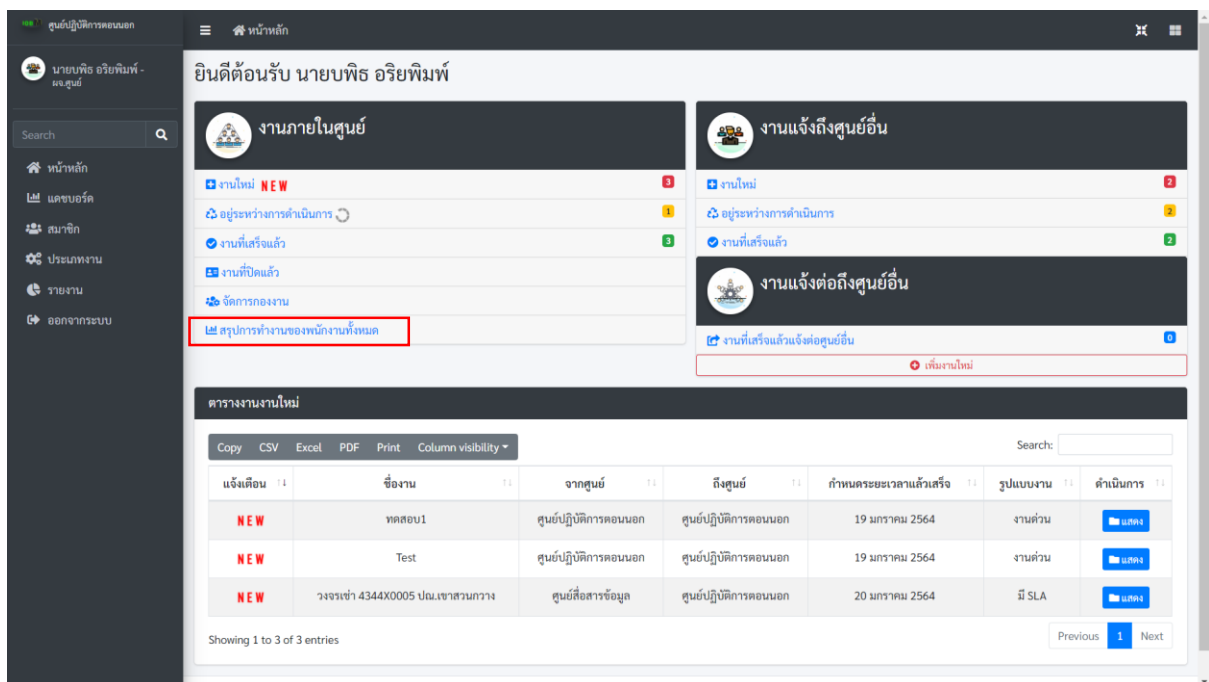 ศูนย์ปฏิบัติการตอนนอก
หน้าหลัก
นายบพิธ อริยพิมพ์ -
ผจ.ศูนย์
Search
หน้าหลัก
แดชบอร์ด
สมาชิก
ประเภทงาน
รายงาน
ออกจากระบบ
ยินดีต้อนรับ นายบพิธ อริยพิมพ์
งานภายในศูนย์
งานใหม่ NEW 3
อยู่ระหว่างการดำเนินการ 1
งานที่เสร็จแล้ว 3
งานที่ปิดแล้ว
จัดการกองงาน
สรุปการทำงานของพนักงานทั้งหมด
งานแจ้งถึงศูนย์อื่น
งานใหม่ 2
อยู่ระหว่างการดำเนินการ 2
งานที่เสร็จแล้ว 2
งานแจ้งต่อถึงศูนย์อื่น
งานที่เสร็จแล้วแจ้งต่อศูนย์อื่น 0
เพิ่มงานใหม่
ตารางงานงานใหม่
Copy CSV Excel PDF Print Column visibility
Search:
แจ้งเตือน ชื่องาน จากศูนย์ ถึงศูนย์ กำหนดระยะเวลาแล้วเสร็จ รูปแบบงาน ดำเนินการ
NEW ทดสอบ1 ศูนย์ปฏิบัติการตอนนอก ศูนย์ปฏิบัติการตอนนอก 19 มกราคม 2564 งานด่วน แสดง
NEW Test ศูนย์ปฏิบัติการตอนนอก ศูนย์ปฏิบัติการตอนนอก 19 มกราคม 2564 งานด่วน แสดง
NEW วงจรเช่า 4344X0005 ปณ.เขาสวนกวาง ศูนย์สื่อสารข้อมูล ศูนย์ปฏิบัติการตอนนอก 20 มกราคม 2564 มี SLA แสดง
Showing 1 to 3 of 3 entries
Previous 1 Next